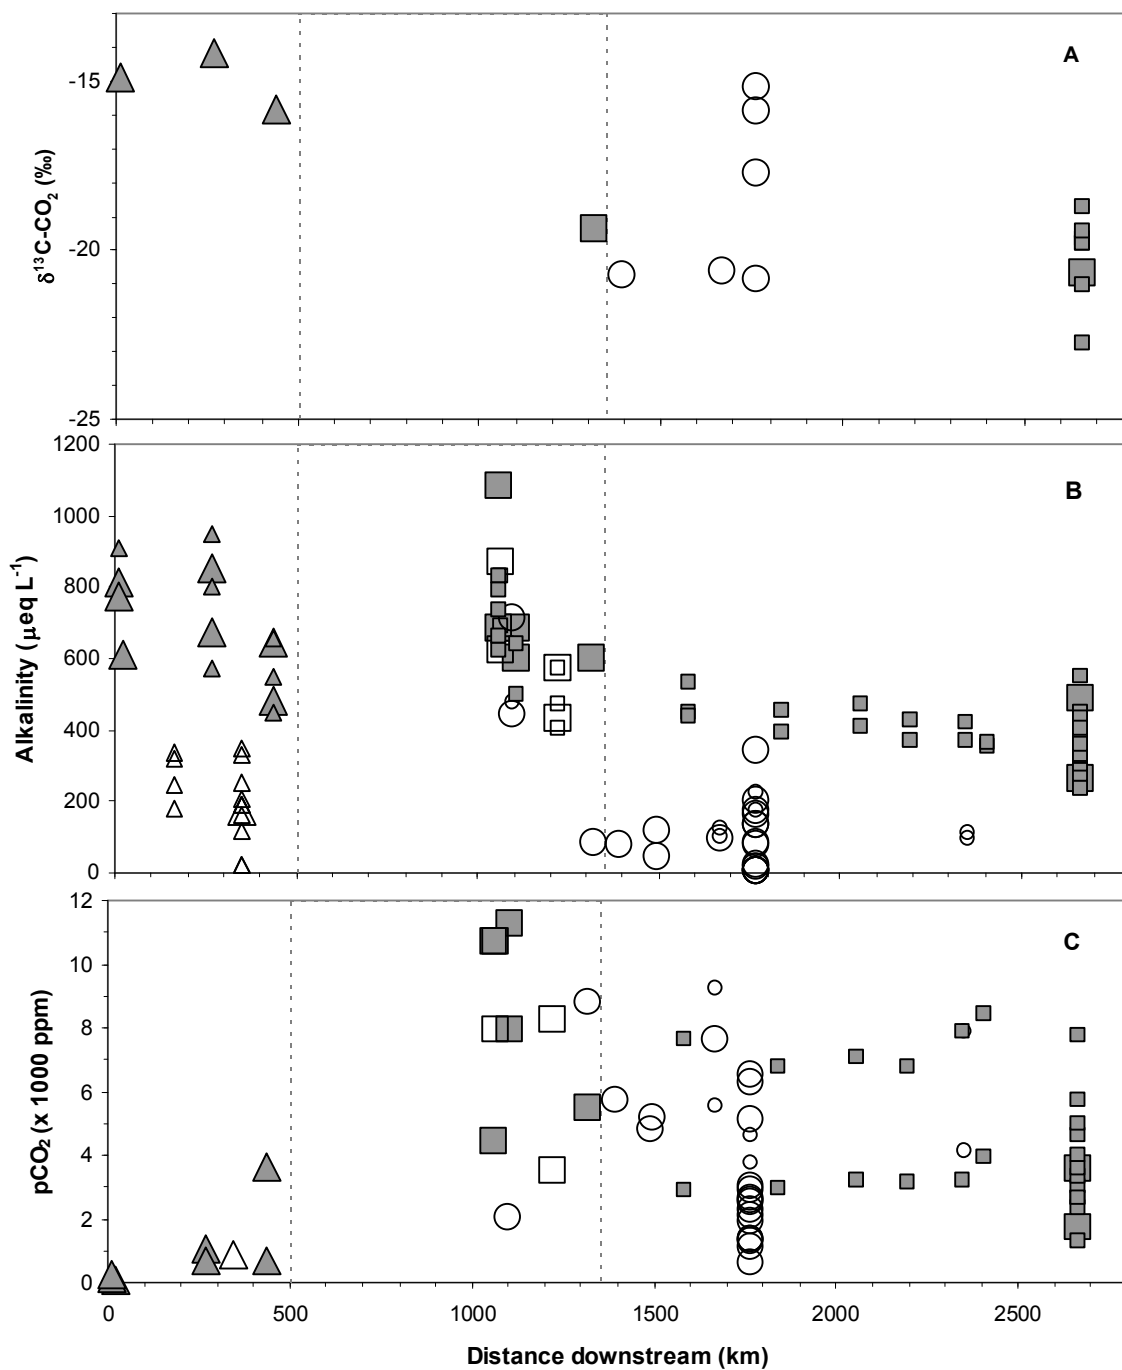 A
-15
-20
-25
δ¹³C-CO₂ (‰)
B
1200
1000
800
600
400
200
0
Alkalinity (μeq L⁻¹)
C
12
10
8
6
4
2
0
pCO₂ (x 1000 ppm)
0 500 1000 1500 2000 2500
Distance downstream (km)